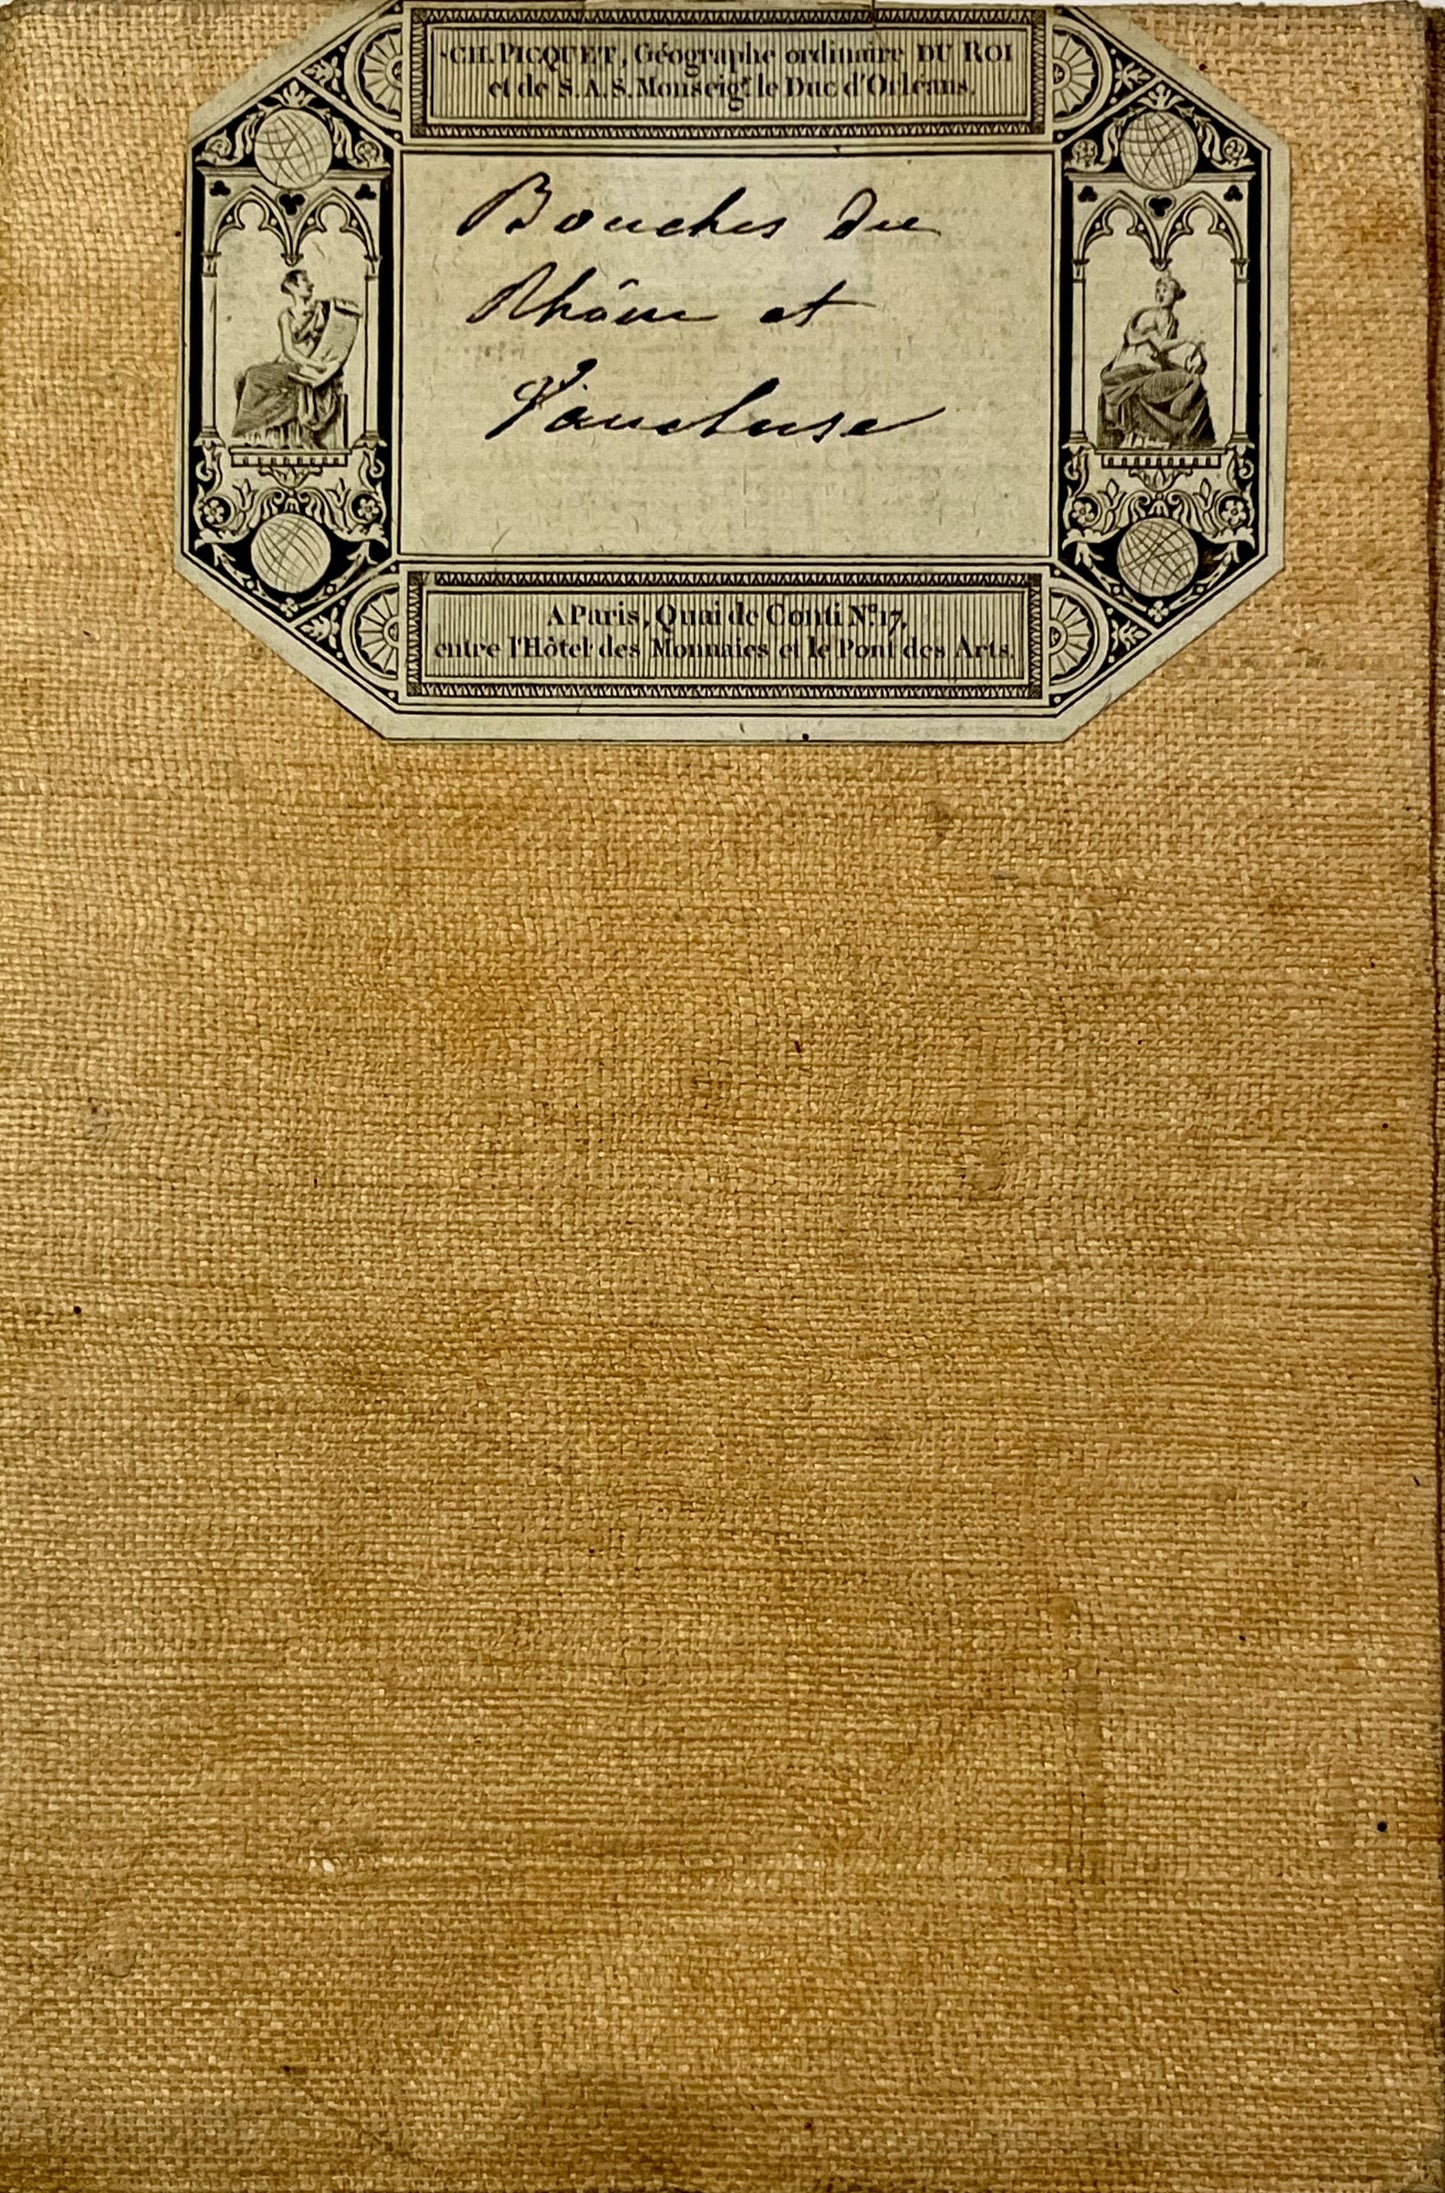 CH. PICQUET, Géographe ordinaire DU ROI
et de S.A.S. Monseigr. le Duc d'Orléans.
Bouches du
Rhône et
Vaucluse
A Paris, Quai de Conti No. 17,
entre l'Hôtel des Monnaies et le Pont des Arts.